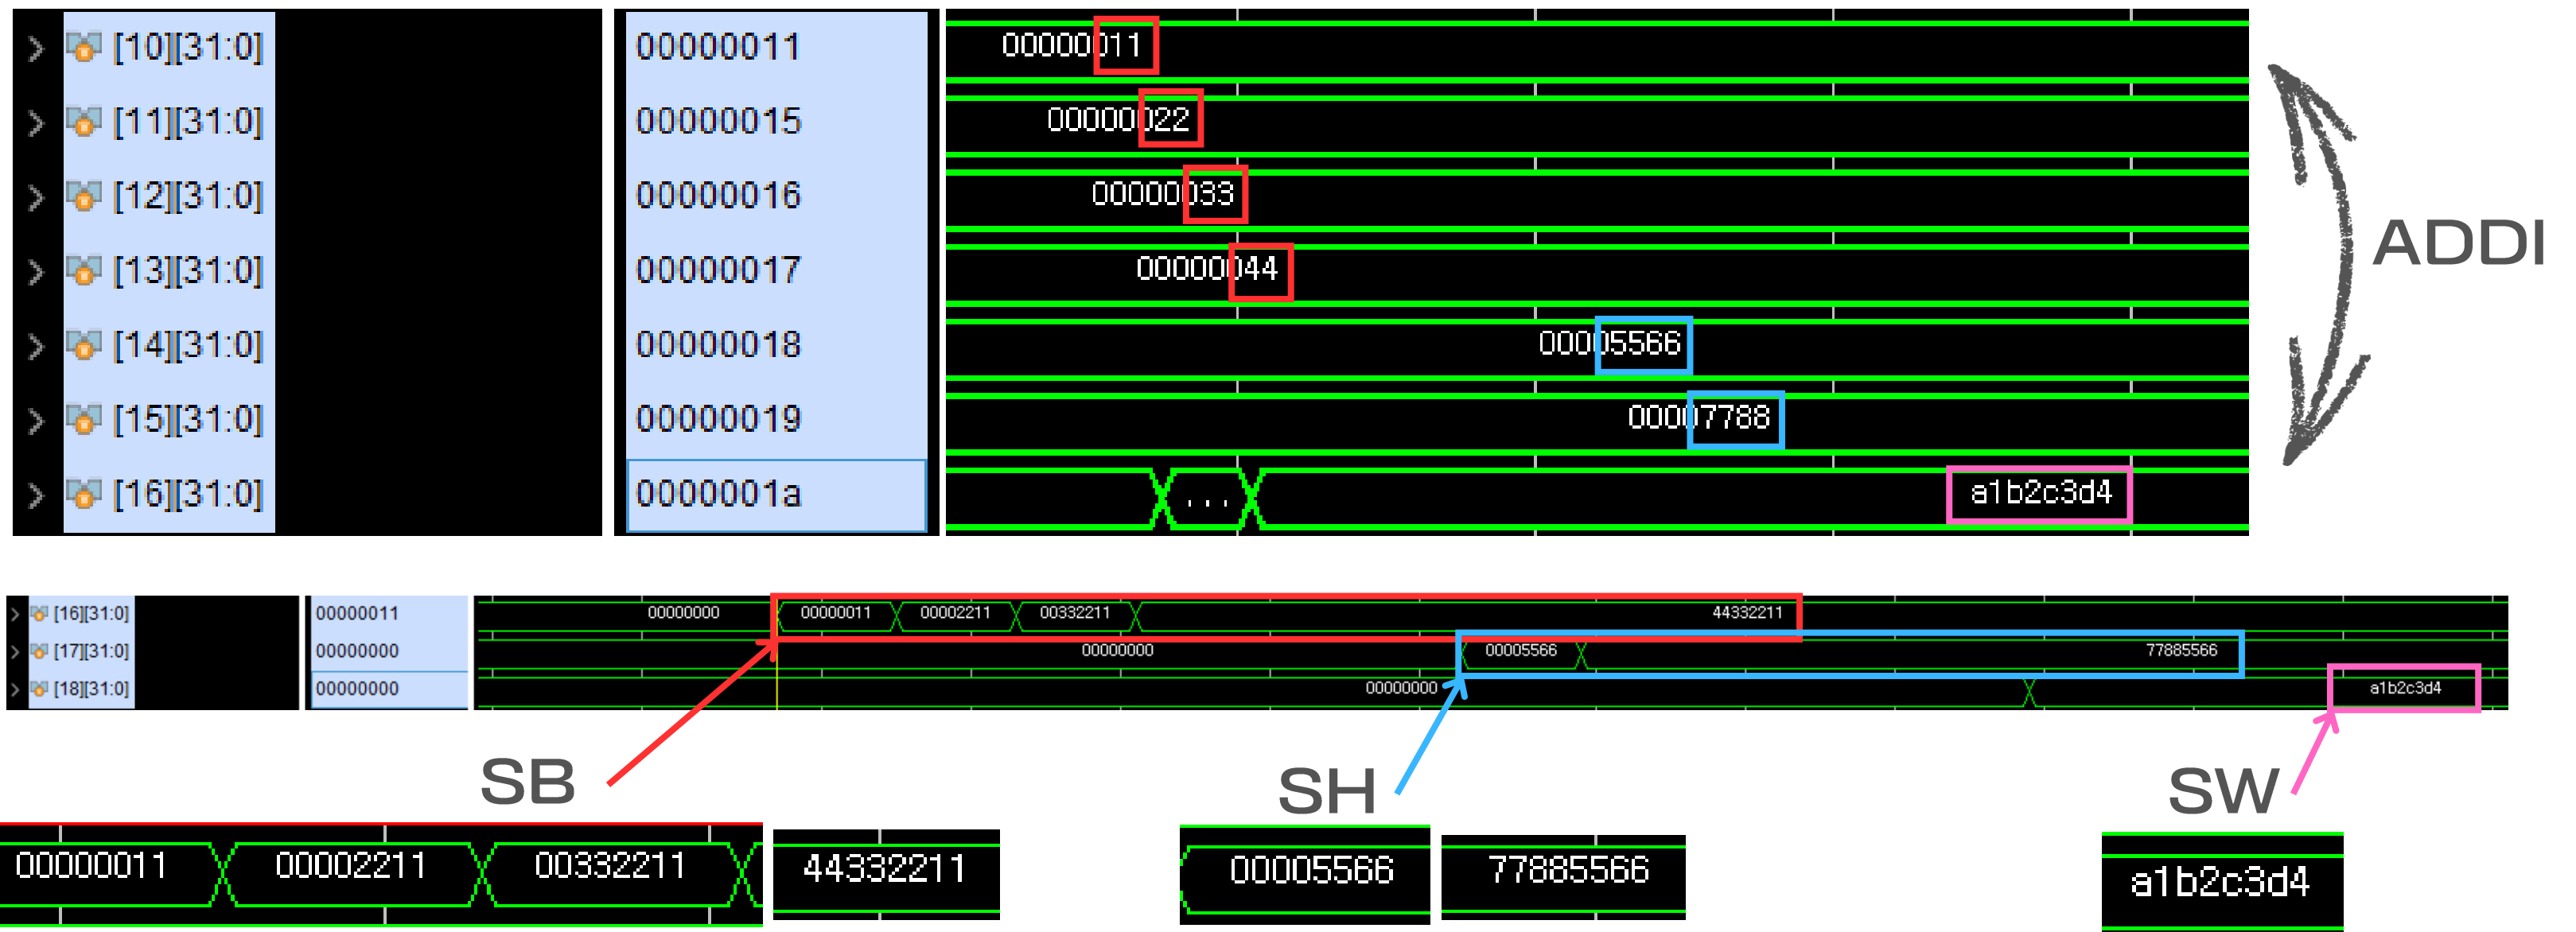 [10][31:0] 00000011 00000011
[11][31:0] 00000015 00000022
[12][31:0] 00000016 00000033
[13][31:0] 00000017 00000044
[14][31:0] 00000018 00005566
[15][31:0] 00000019 00007788
[16][31:0] 0000001a ... a1b2c3d4
ADDI
[16][31:0] 00000011 00000000 00000011 00002211 00332211 44332211
[17][31:0] 00000000 00000000 00005566 77885566
[18][31:0] 00000000 00000000 a1b2c3d4
SB SH SW
00000011 00002211 00332211 44332211 00005566 77885566 a1b2c3d4